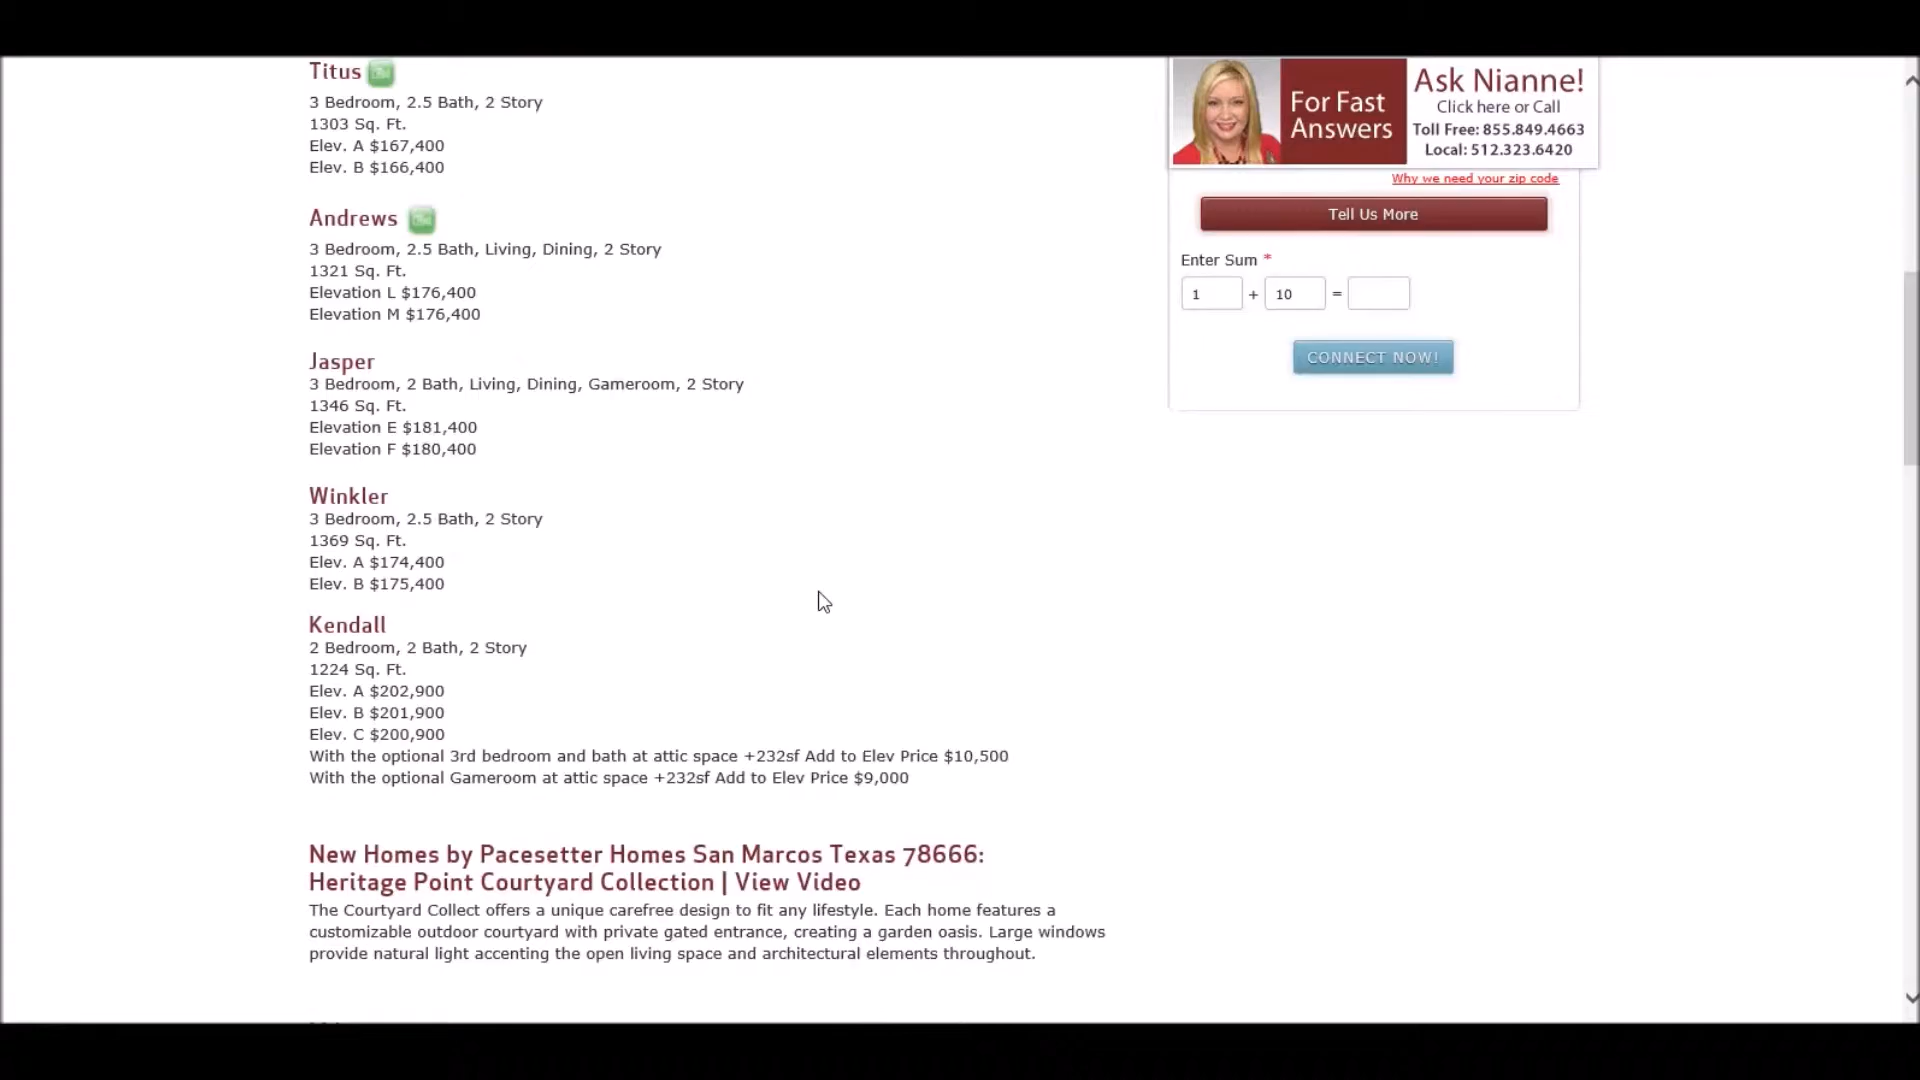 Titus
3 Bedroom, 2.5 Bath, 2 Story
1303 Sq. Ft.
Elev. A $167,400
Elev. B $166,400
Andrews
3 Bedroom, 2.5 Bath, Living, Dining, 2 Story
1321 Sq. Ft.
Elevation L $176,400
Elevation M $176,400
Jasper
3 Bedroom, 2 Bath, Living, Dining, Gameroom, 2 Story
1346 Sq. Ft.
Elevation E $181,400
Elevation F $180,400
Winkler
3 Bedroom, 2.5 Bath, 2 Story
1369 Sq. Ft.
Elev. A $174,400
Elev. B $175,400
Kendall
2 Bedroom, 2 Bath, 2 Story
1224 Sq. Ft.
Elev. A $202,900
Elev. B $201,900
Elev. C $200,900
With the optional 3rd bedroom and bath at attic space +232sf Add to Elev Price $10,500
With the optional Gameroom at attic space +232sf Add to Elev Price $9,000
New Homes by Pacesetter Homes San Marcos Texas 78666:
Heritage Point Courtyard Collection | View Video
The Courtyard Collect offers a unique carefree design to fit any lifestyle. Each home features a
customizable outdoor courtyard with private gated entrance, creating a garden oasis. Large windows
provide natural light accenting the open living space and architectural elements throughout.
For Fast
Answers
Ask Nianne!
Click here or Call
Toll Free: 855.849.4663
Local: 512.323.6420
Why we need your zip code
Tell Us More
Enter Sum *
1 + 10 =
CONNECT NOW!